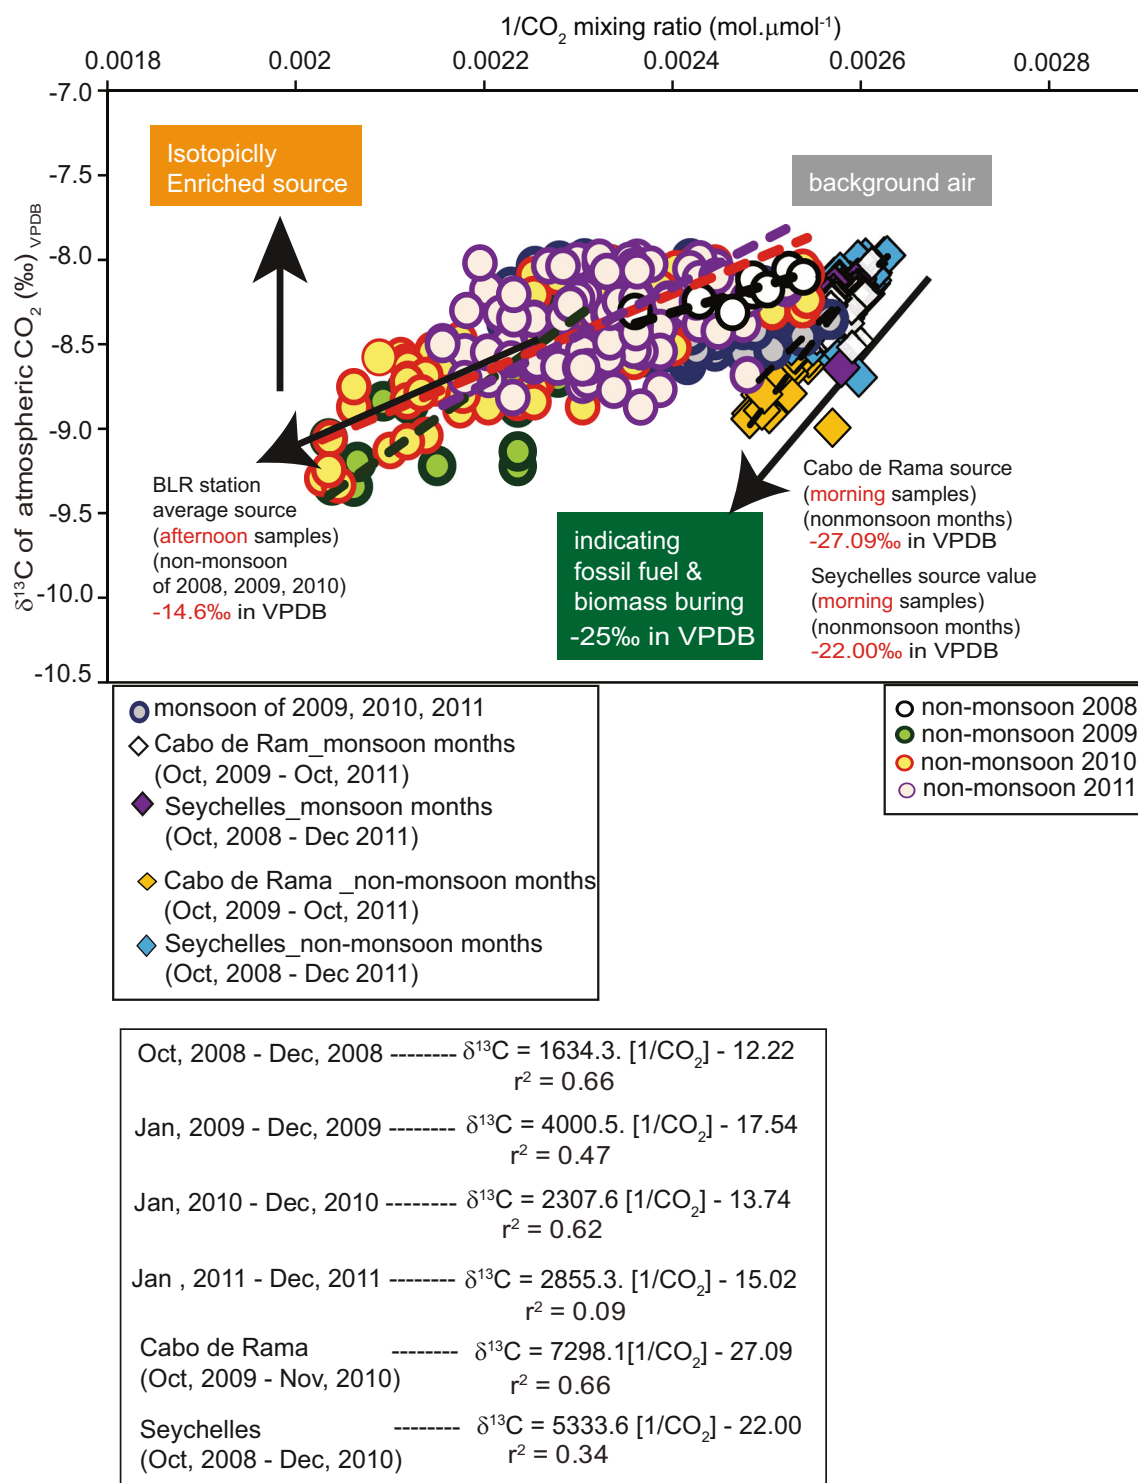 1/CO2 mixing ratio (mol.μmol-1)
0.0018 0.002 0.0022 0.0024 0.0026 0.0028
δ13C of atmospheric CO2 (‰) VPDB
-7.0
-7.5
-8.0
-8.5
-9.0
-9.5
-10.0
-10.5
Isotopiclly
Enriched source
background air
BLR station
average source
(afternoon samples)
(non-monsoon
of 2008, 2009, 2010)
-14.6‰ in VPDB
indicating
fossil fuel &
biomass buring
-25‰ in VPDB
Cabo de Rama source
(morning samples)
(nonmonsoon months)
-27.09‰ in VPDB
Seychelles source value
(morning samples)
(nonmonsoon months)
-22.00‰ in VPDB
monsoon of 2009, 2010, 2011
Cabo de Ram_monsoon months
(Oct, 2009 - Oct, 2011)
Seychelles_monsoon months
(Oct, 2008 - Dec 2011)
Cabo de Rama _non-monsoon months
(Oct, 2009 - Oct, 2011)
Seychelles_non-monsoon months
(Oct, 2008 - Dec 2011)
non-monsoon 2008
non-monsoon 2009
non-monsoon 2010
non-monsoon 2011
Oct, 2008 - Dec, 2008 -------- δ13C = 1634.3. [1/CO2] - 12.22
r2 = 0.66
Jan, 2009 - Dec, 2009 -------- δ13C = 4000.5. [1/CO2] - 17.54
r2 = 0.47
Jan, 2010 - Dec, 2010 -------- δ13C = 2307.6 [1/CO2] - 13.74
r2 = 0.62
Jan , 2011 - Dec, 2011 -------- δ13C = 2855.3. [1/CO2] - 15.02
r2 = 0.09
Cabo de Rama -------- δ13C = 7298.1[1/CO2] - 27.09
(Oct, 2009 - Nov, 2010) r2 = 0.66
Seychelles -------- δ13C = 5333.6 [1/CO2] - 22.00
(Oct, 2008 - Dec, 2010) r2 = 0.34